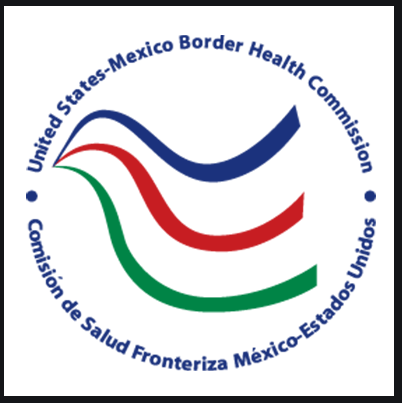 United States-Mexico Border Health Commission
Comisión de Salud Fronteriza México-Estados Unidos